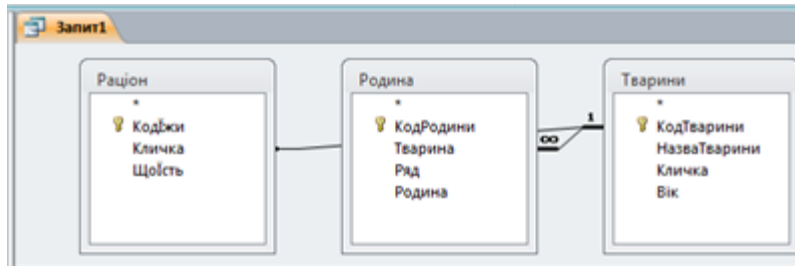 Запит1
Раціон
*
КодЇжи
Кличка
ЩоЇсть
Родина
*
КодРодини
Тварина
Ряд
Родина
∞
1
Тварини
*
КодТварини
НазваТварини
Кличка
Вік